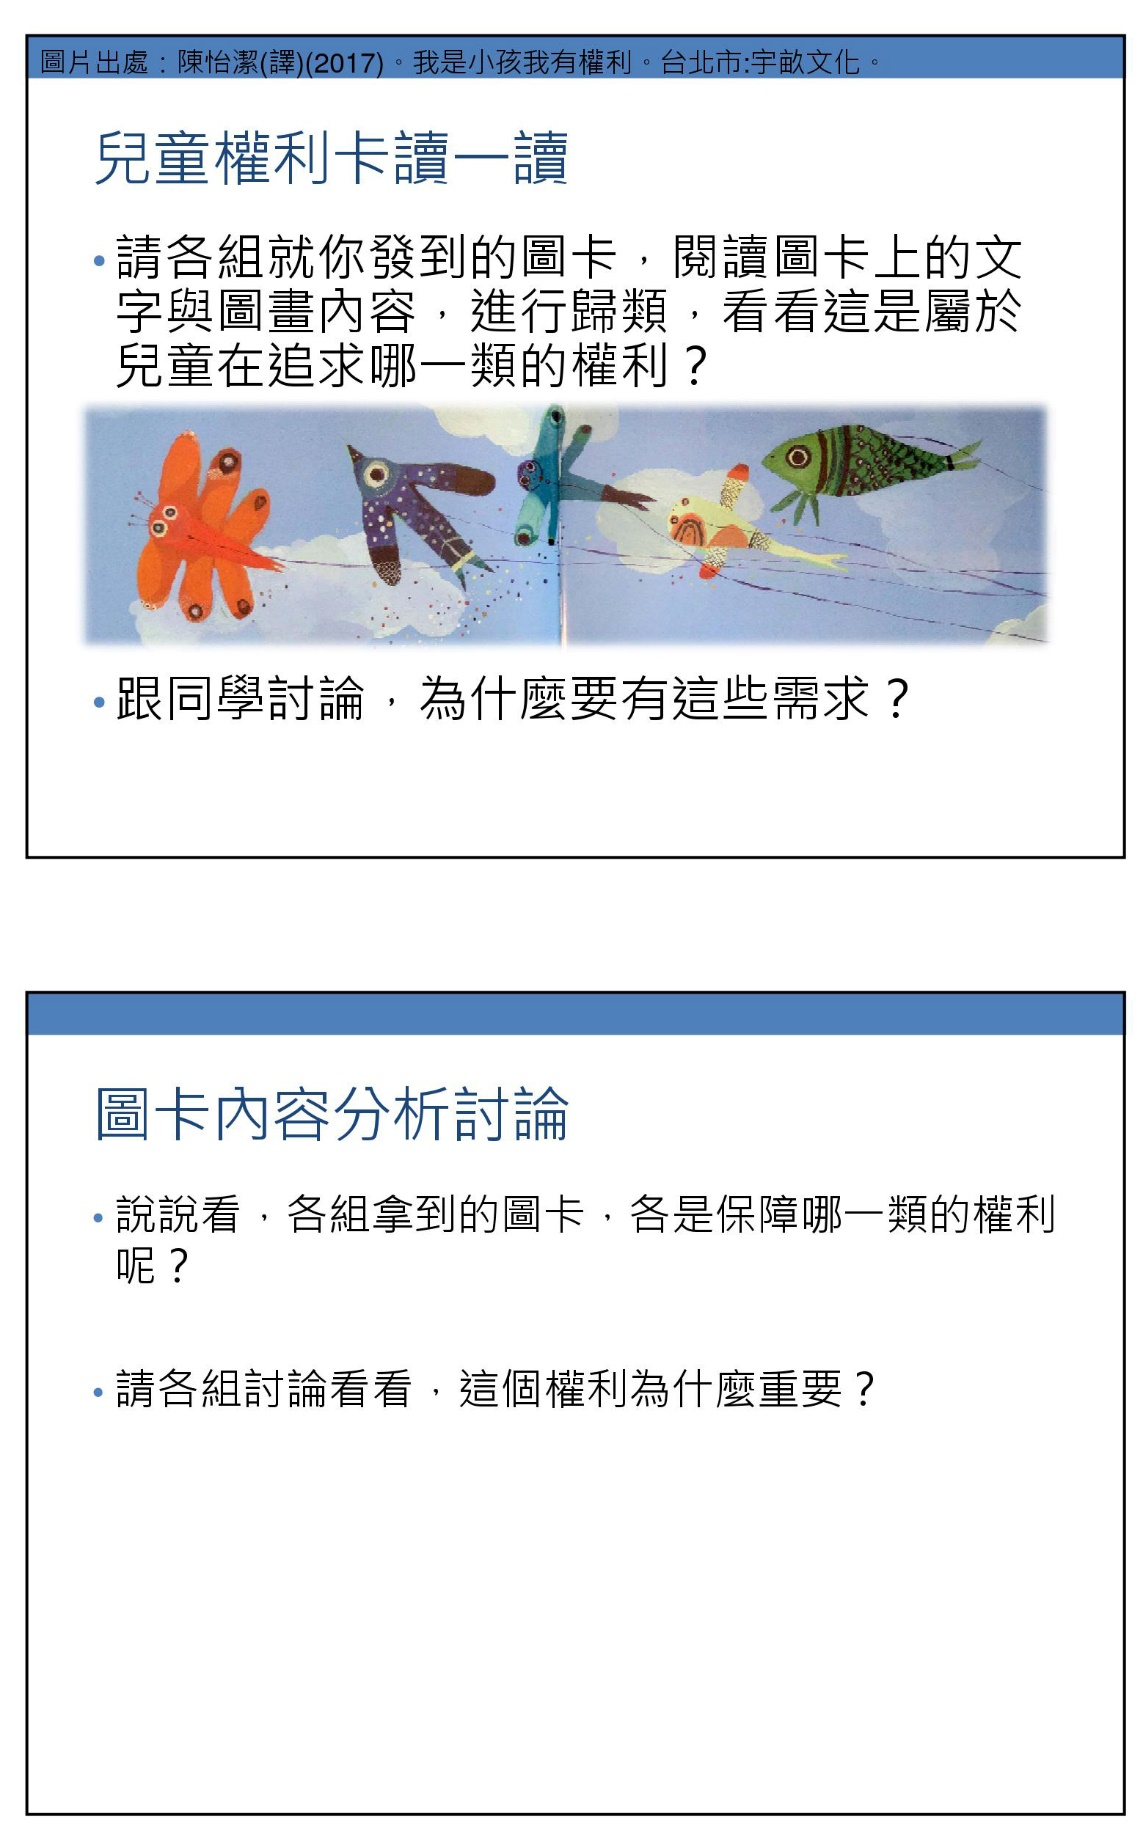 圖片出處：陳怡潔(譯)(2017)。我是小孩我有權利。台北市:宇畝文化。
兒童權利卡讀一讀
•請各組就你發到的圖卡，閱讀圖卡上的文
字與圖畫內容，進行歸類，看看這是屬於
兒童在追求哪一類的權利？
•跟同學討論，為什麼要有這些需求？
圖卡內容分析討論
•說說看，各組拿到的圖卡，各是保障哪一類的權利
呢？
•請各組討論看看，這個權利為什麼重要？